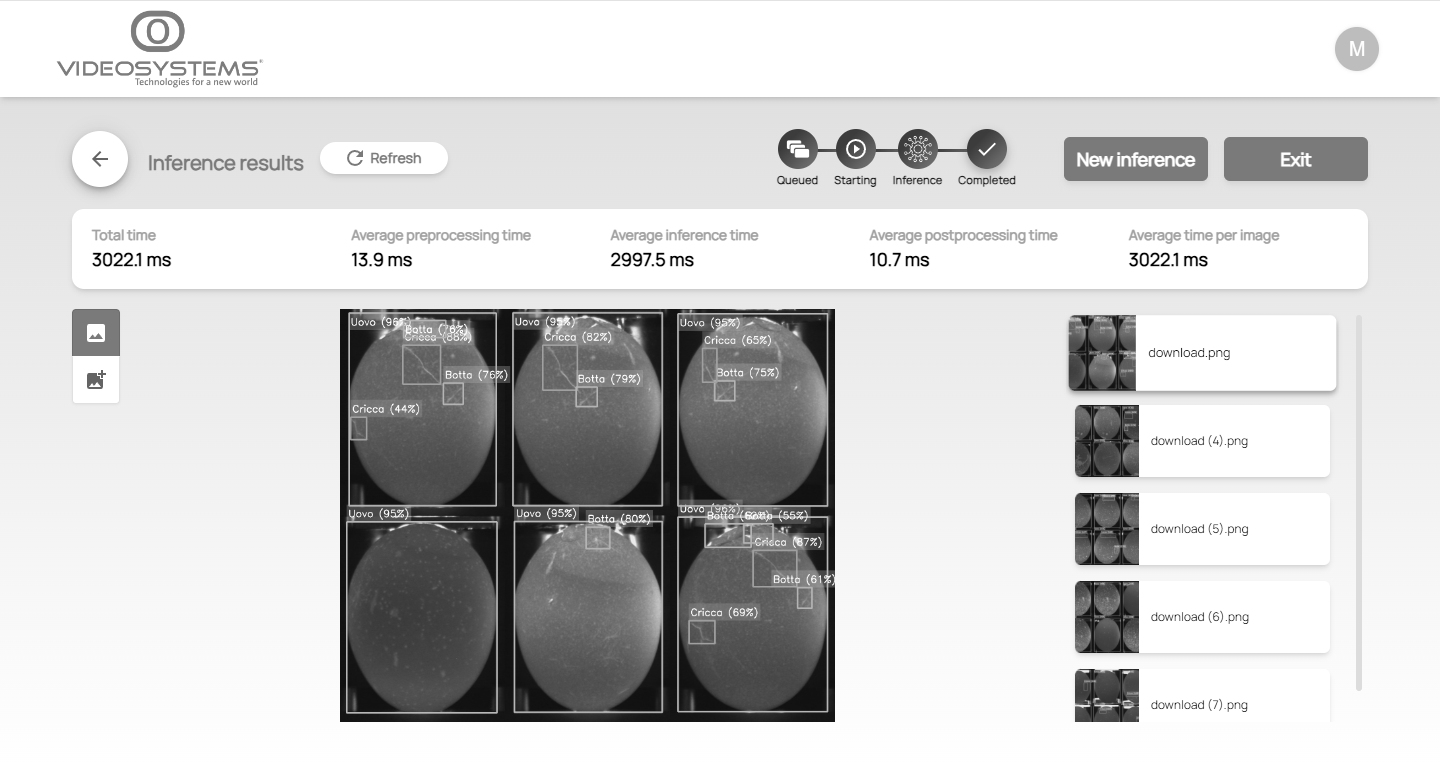 VIDEOSYSTEMS®
Technologies for a new world
M
Inference results
Refresh
Queued
Starting
Inference
Completed
New inference
Exit
Total time
3022.1 ms
Average preprocessing time
13.9 ms
Average inference time
2997.5 ms
Average postprocessing time
10.7 ms
Average time per image
3022.1 ms
Uovo (96%)
Botta (78%)
Cricca (88%)
Botta (76%)
Cricca (44%)
Uovo (95%)
Cricca (82%)
Botta (79%)
Uovo (95%)
Cricca (65%)
Botta (75%)
Uovo (95%)
Uovo (95%)
Botta (80%)
Uovo (96%)
Botta
(55%)
Cricca (67%)
Botta (61%)
Cricca (69%)
download.png
download (4).png
download (5).png
download (6).png
download (7).png